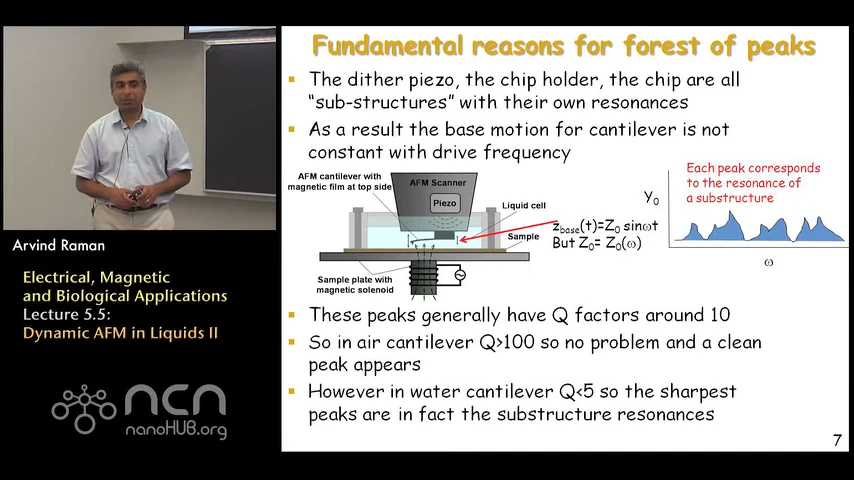 Fundamental reasons for forest of peaks
The dither piezo, the chip holder, the chip are all
“sub-structures” with their own resonances
As a result the base motion for cantilever is not
constant with drive frequency
AFM cantilever with
magnetic film at top side
AFM Scanner
Piezo
Liquid cell
Sample
Sample plate with
magnetic solenoid
zbase(t)=Z0 sinωt
But Z0= Z0(ω)
Y0
Each peak corresponds
to the resonance of
a substructure
ω
These peaks generally have Q factors around 10
So in air cantilever Q>100 so no problem and a clean
peak appears
However in water cantilever Q<5 so the sharpest
peaks are in fact the substructure resonances
7
Arvind Raman
Electrical, Magnetic
and Biological Applications
Lecture 5.5:
Dynamic AFM in Liquids II
ncn
nanoHUB.org